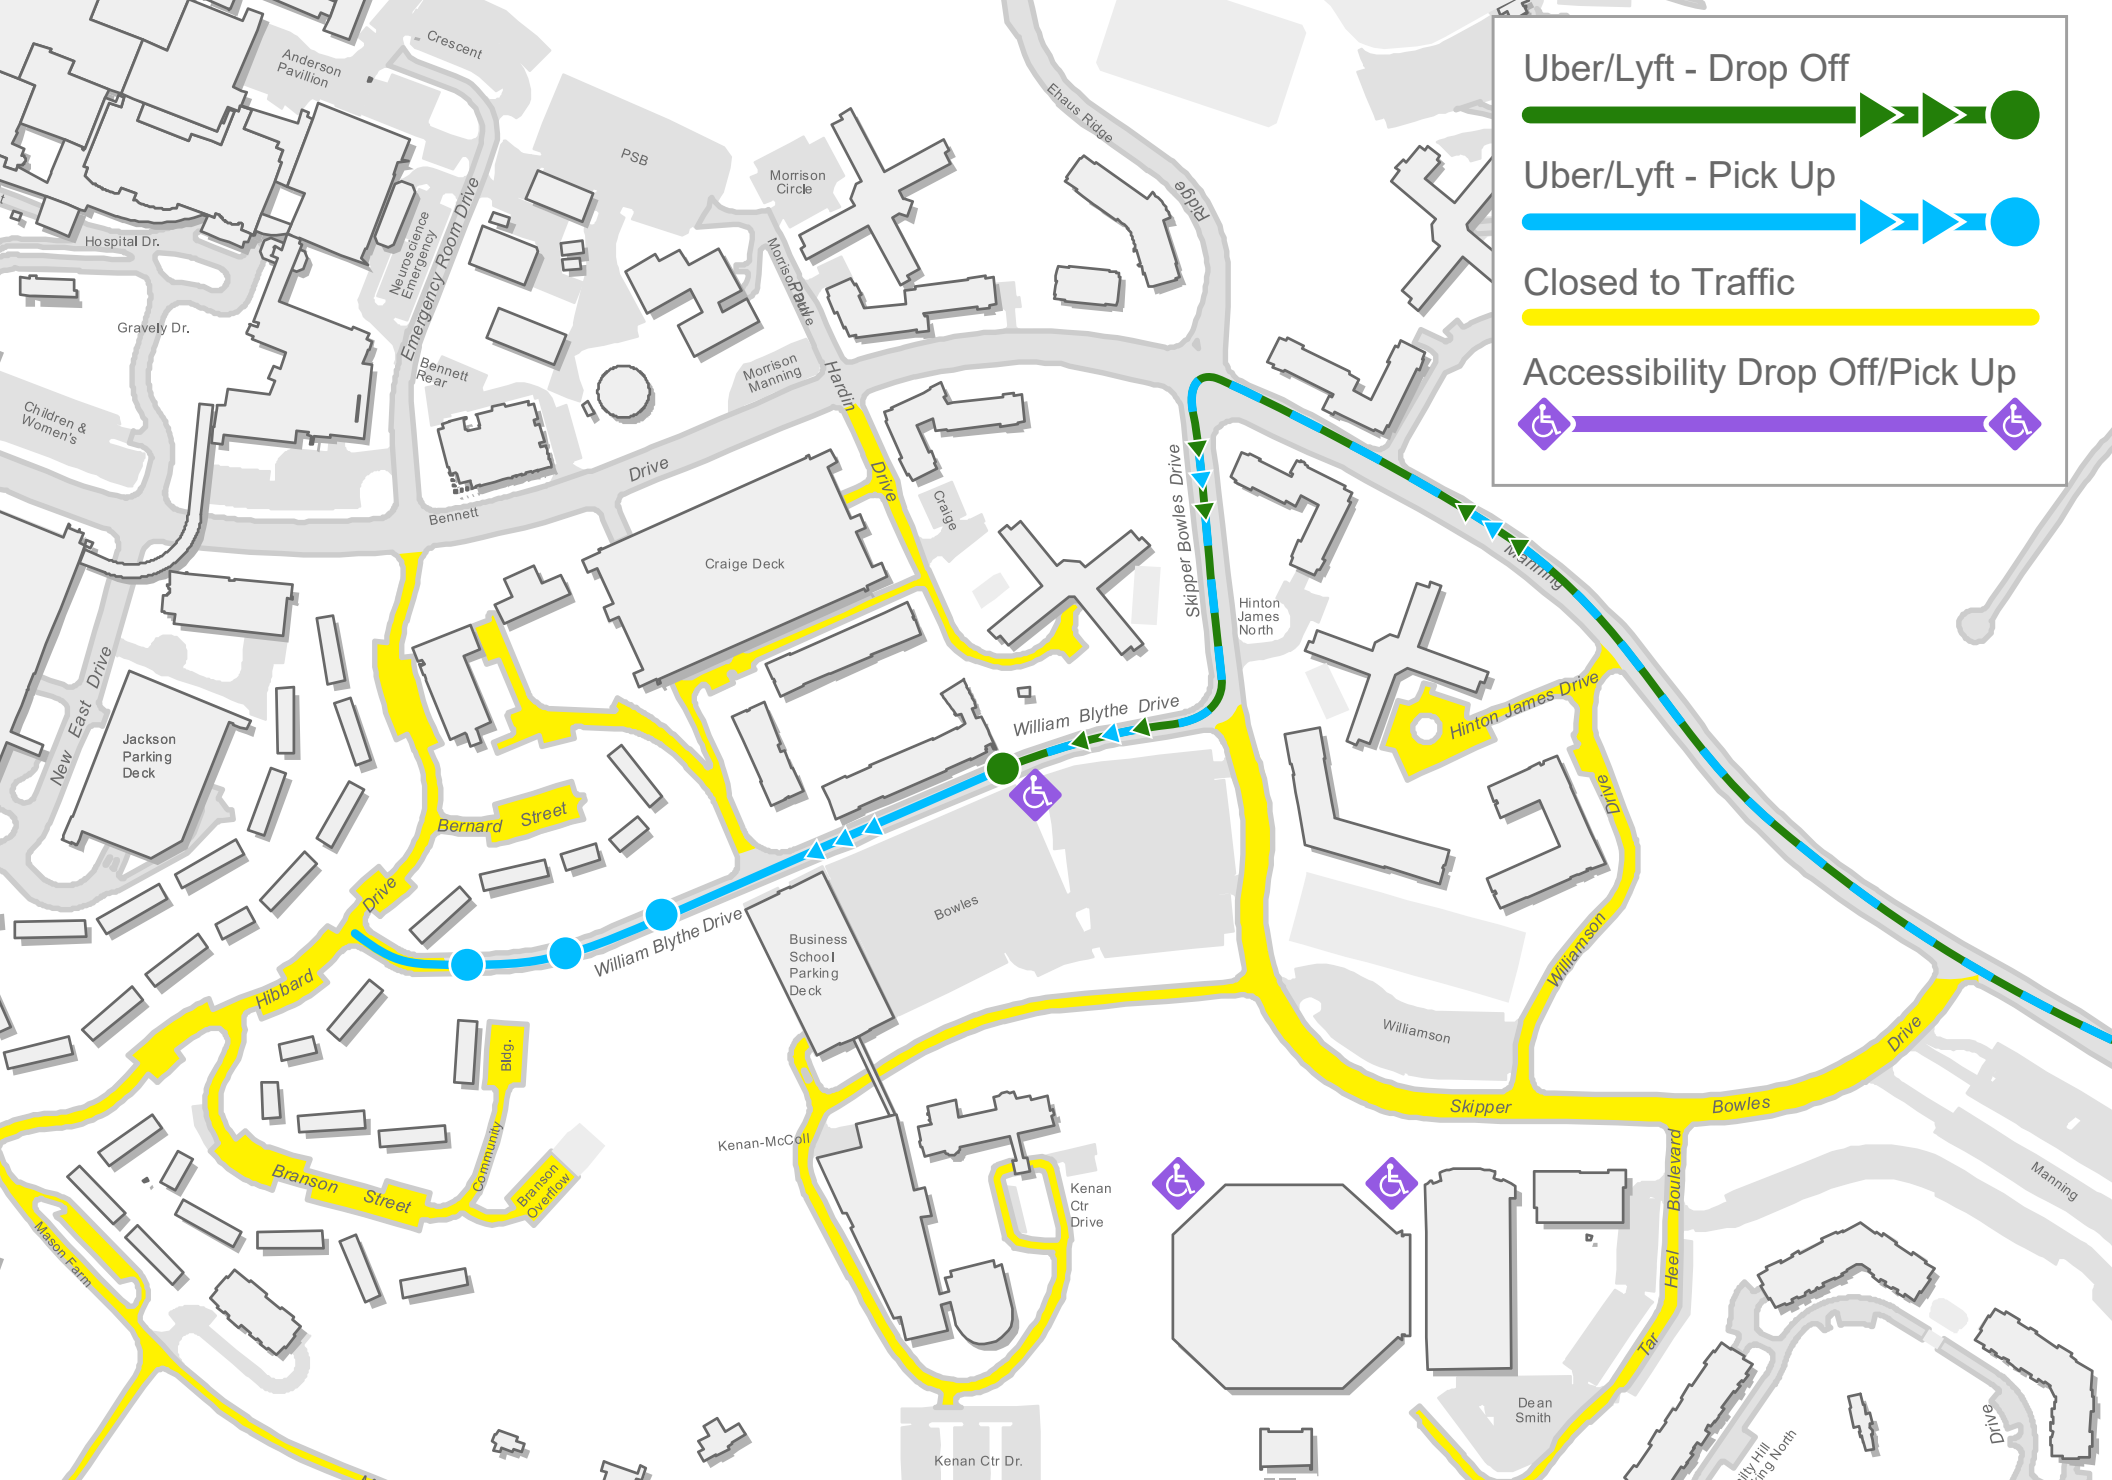 Uber/Lyft - Drop Off
Uber/Lyft - Pick Up
Closed to Traffic
Accessibility Drop Off/Pick Up
Crescent
Anderson
Pavilion
PSB
Morrison
Circle
Ehaus Ridge
Ridge
Hospital Dr.
Neuroscience
Emergency
Emergency Room Drive
Morrison Drive
Gravely Dr.
Bennett
Rear
Morrison
Manning
Hardin
Drive
Children &
Women's
Drive
Bennett
Craige
Craige Deck
Skipper Bowles Drive
Manning
Hinton
James
North
New East Drive
Jackson
Parking
Deck
William Blythe Drive
Hinton James Drive
Drive
Bernard Street
Drive
Bowles
William Blythe Drive
Business
School
Parking
Deck
Williamson
Hibbard
Williamson
Drive
Bldg.
Skipper
Bowles
Kenan-McColl
Community
Branson
Street
Branson
Overflow
Kenan
Ctr
Drive
Boulevard
Heel
Tar
Manning
Mason Farm
Dean
Smith
Drive
Kenan Ctr Dr.